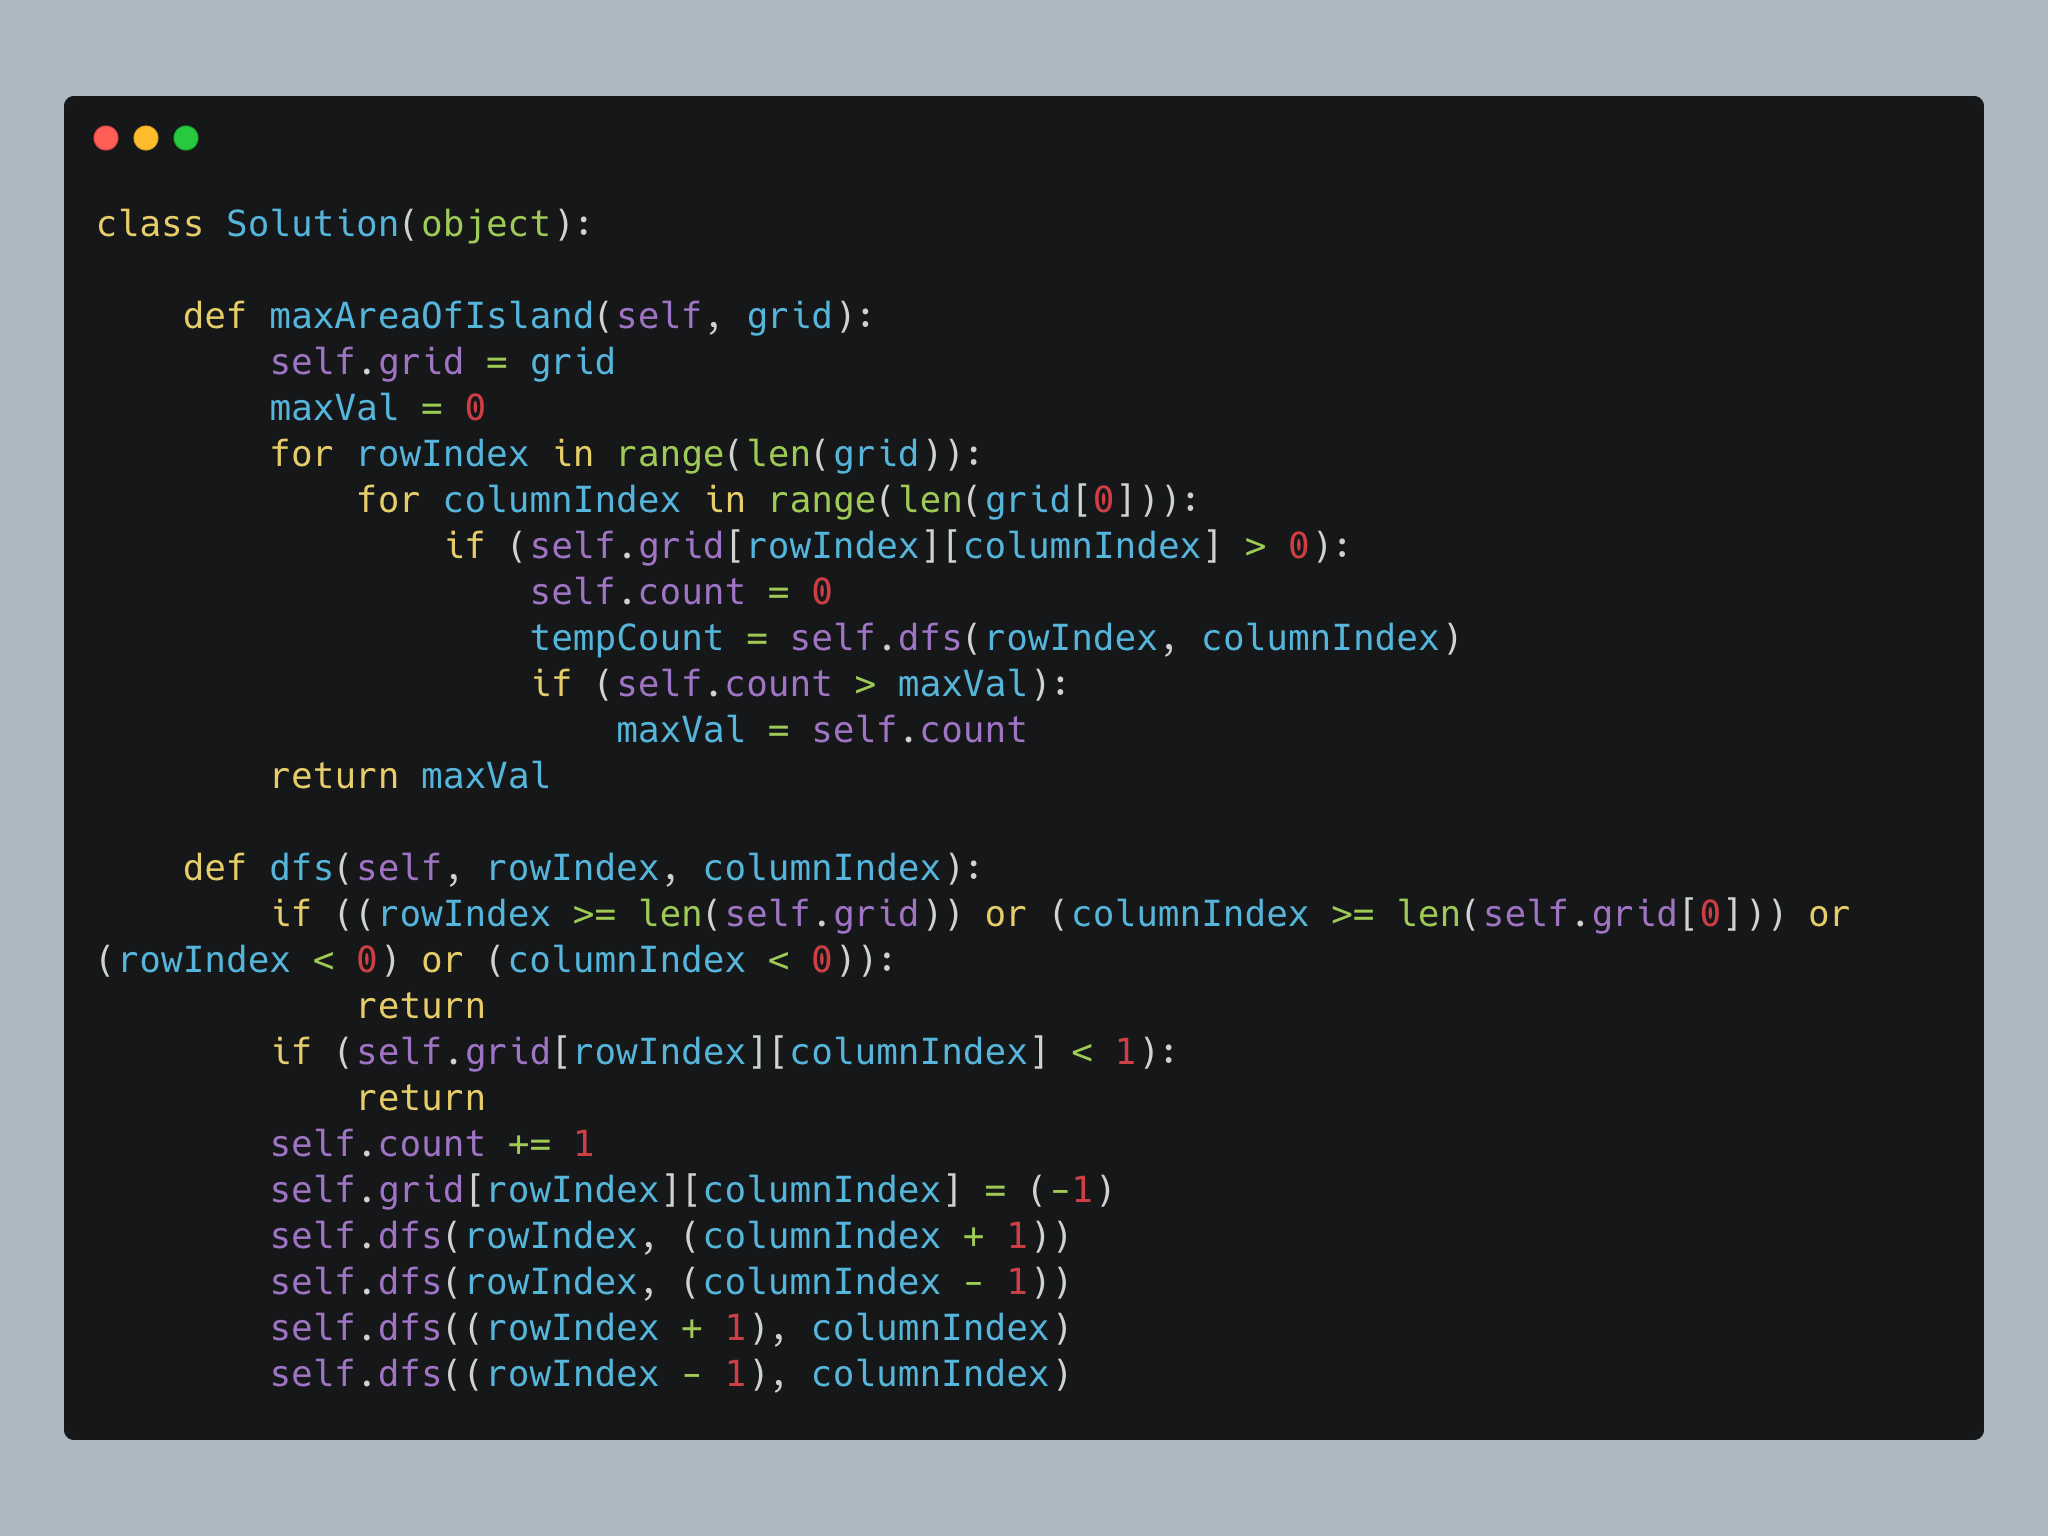 class Solution(object):

    def maxAreaOfIsland(self, grid):
        self.grid = grid
        maxVal = 0
        for rowIndex in range(len(grid)):
            for columnIndex in range(len(grid[0])):
                if (self.grid[rowIndex][columnIndex] > 0):
                    self.count = 0
                    tempCount = self.dfs(rowIndex, columnIndex)
                    if (self.count > maxVal):
                        maxVal = self.count
        return maxVal

    def dfs(self, rowIndex, columnIndex):
        if ((rowIndex >= len(self.grid)) or (columnIndex >= len(self.grid[0])) or
(rowIndex < 0) or (columnIndex < 0)):
            return
        if (self.grid[rowIndex][columnIndex] < 1):
            return
        self.count += 1
        self.grid[rowIndex][columnIndex] = (-1)
        self.dfs(rowIndex, (columnIndex + 1))
        self.dfs(rowIndex, (columnIndex - 1))
        self.dfs((rowIndex + 1), columnIndex)
        self.dfs((rowIndex - 1), columnIndex)